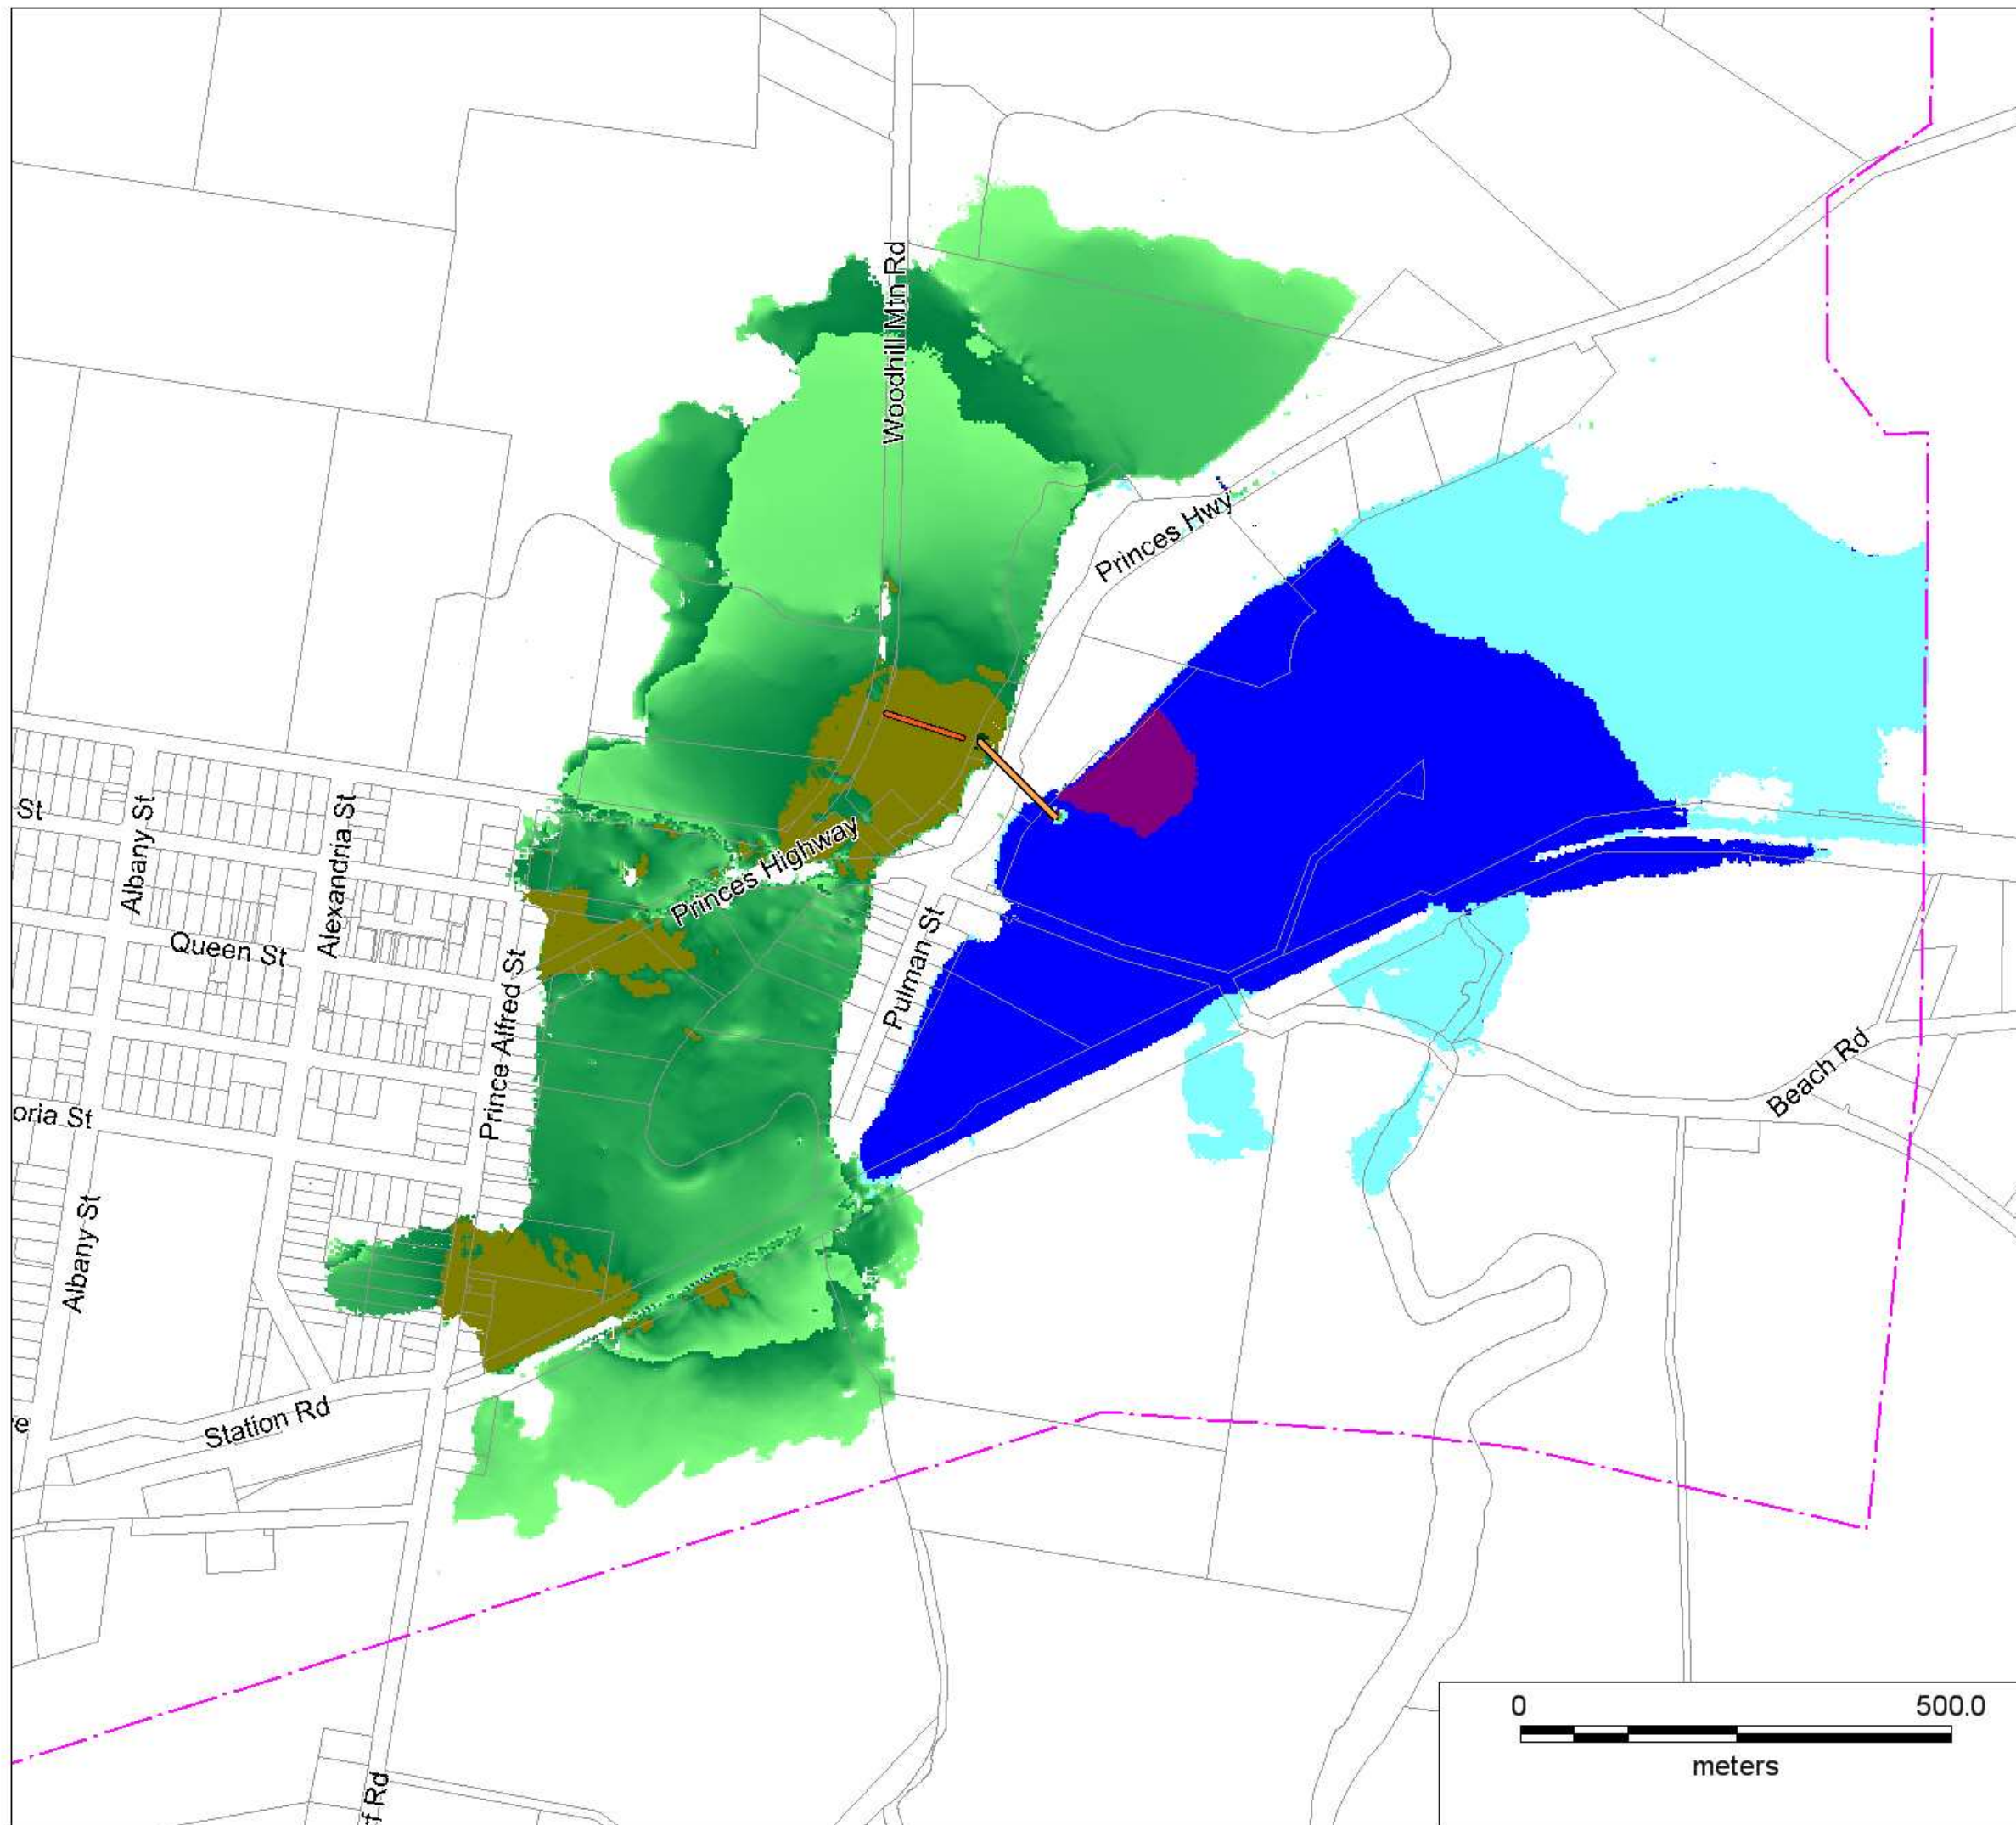 Woodhill Mtn Rd
Princes Hwy
St
Albany St
Alexandria St
Princes Highway
Queen St
Pulman St
Prince Alfred St
Beach Rd
oria St
Albany St
Station Rd
e
0 500.0
meters
f Rd